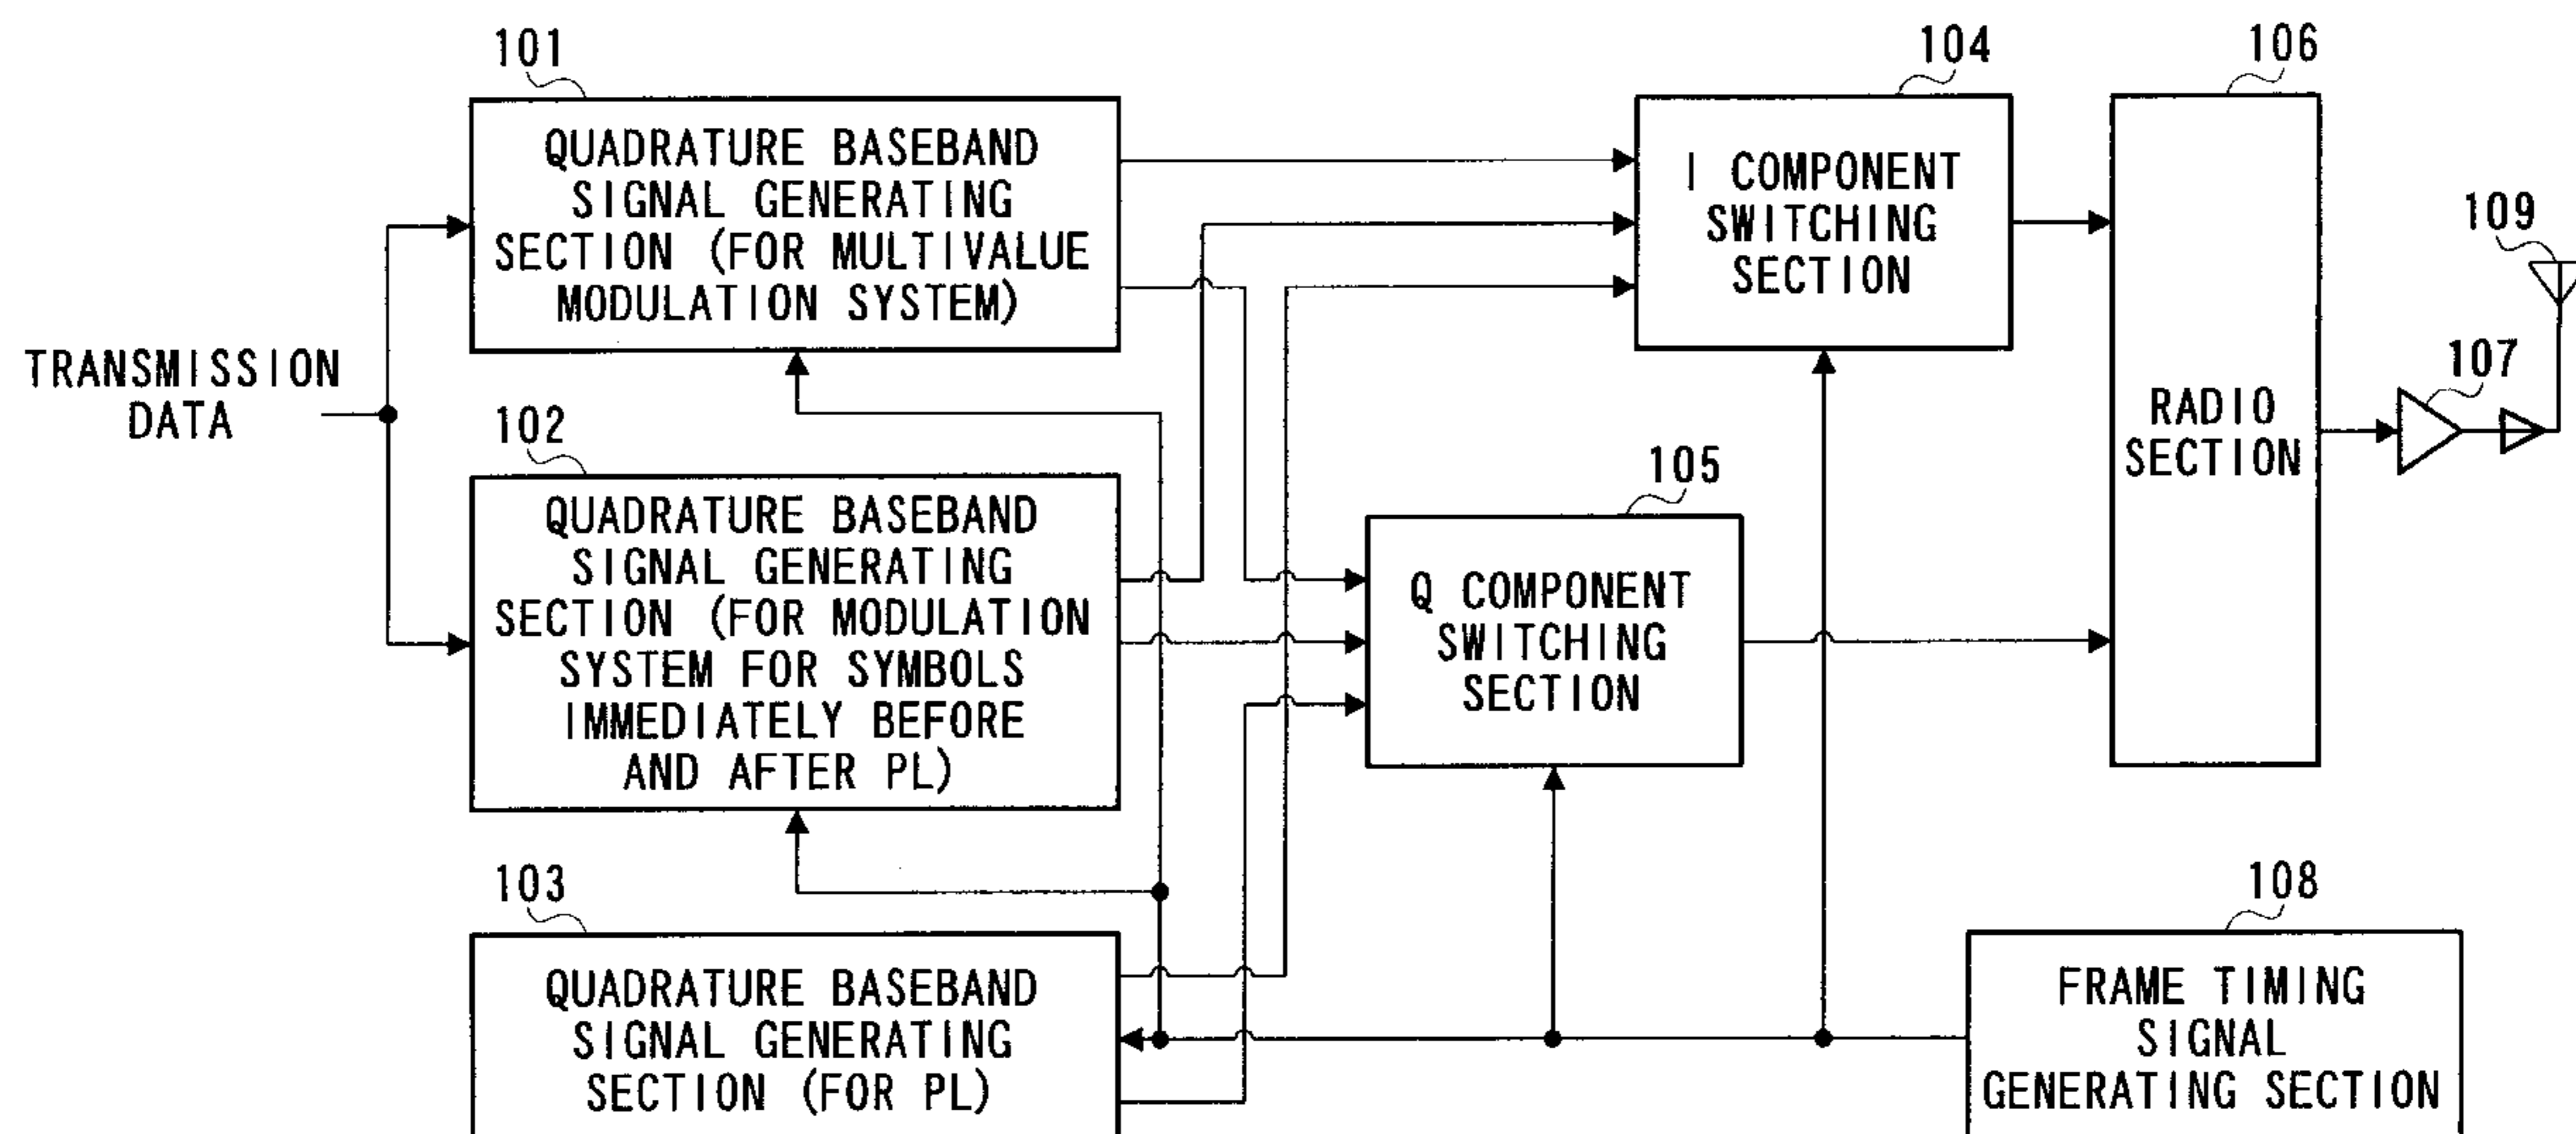 101
QUADRATURE BASEBAND
SIGNAL GENERATING
SECTION (FOR MULTIVALUE
MODULATION SYSTEM)
104
I COMPONENT
SWITCHING
SECTION
106
RADIO
SECTION
109
107
TRANSMISSION
DATA
102
QUADRATURE BASEBAND
SIGNAL GENERATING
SECTION (FOR MODULATION
SYSTEM FOR SYMBOLS
IMMEDIATELY BEFORE
AND AFTER PL)
105
Q COMPONENT
SWITCHING
SECTION
103
QUADRATURE BASEBAND
SIGNAL GENERATING
SECTION (FOR PL)
108
FRAME TIMING
SIGNAL
GENERATING SECTION